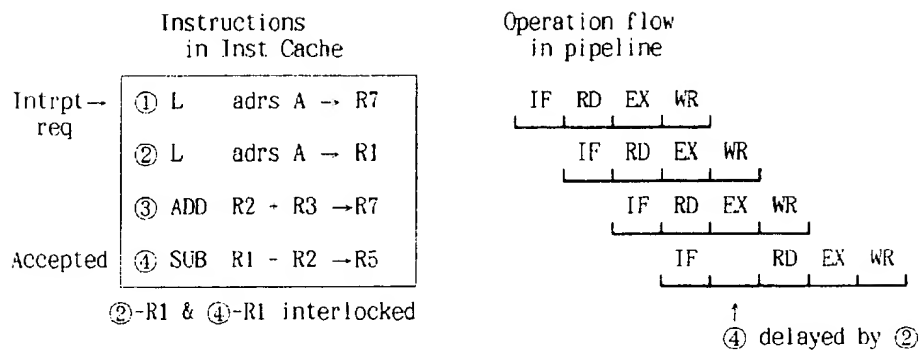 Instructions
in Inst Cache
Operation flow
in pipeline
Intrpt→
req
① L adrs A → R7
② L adrs A → R1
③ ADD R2 + R3 →R7
Accepted ④ SUB R1 - R2 →R5
②-R1 & ④-R1 interlocked
IF RD EX WR
IF RD EX WR
IF RD EX WR
IF RD EX WR
↑
④ delayed by ②